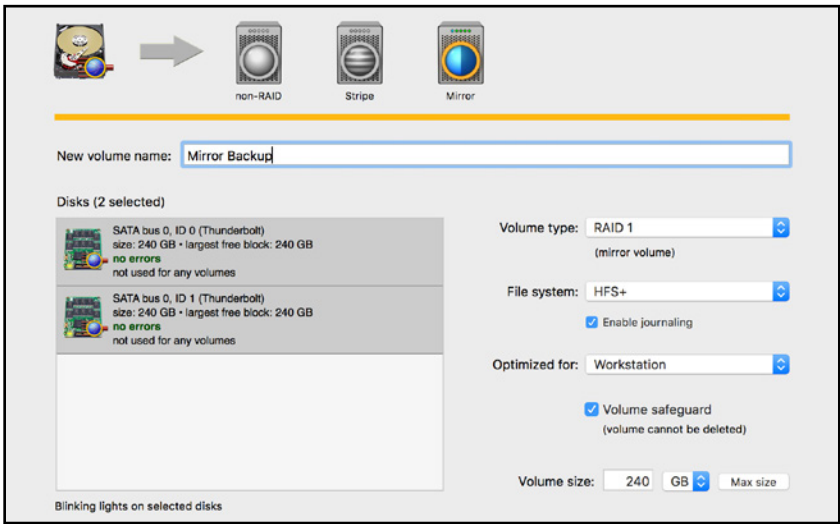 non-RAID
Stripe
Mirror
New volume name: Mirror Backup
Disks (2 selected)
SATA bus 0, ID 0 (Thunderbolt)
size: 240 GB • largest free block: 240 GB
no errors
not used for any volumes
SATA bus 0, ID 1 (Thunderbolt)
size: 240 GB • largest free block: 240 GB
no errors
not used for any volumes
Volume type: RAID 1
(mirror volume)
File system: HFS+
Enable journaling
Optimized for: Workstation
Volume safeguard
(volume cannot be deleted)
Volume size: 240 GB Max size
Blinking lights on selected disks